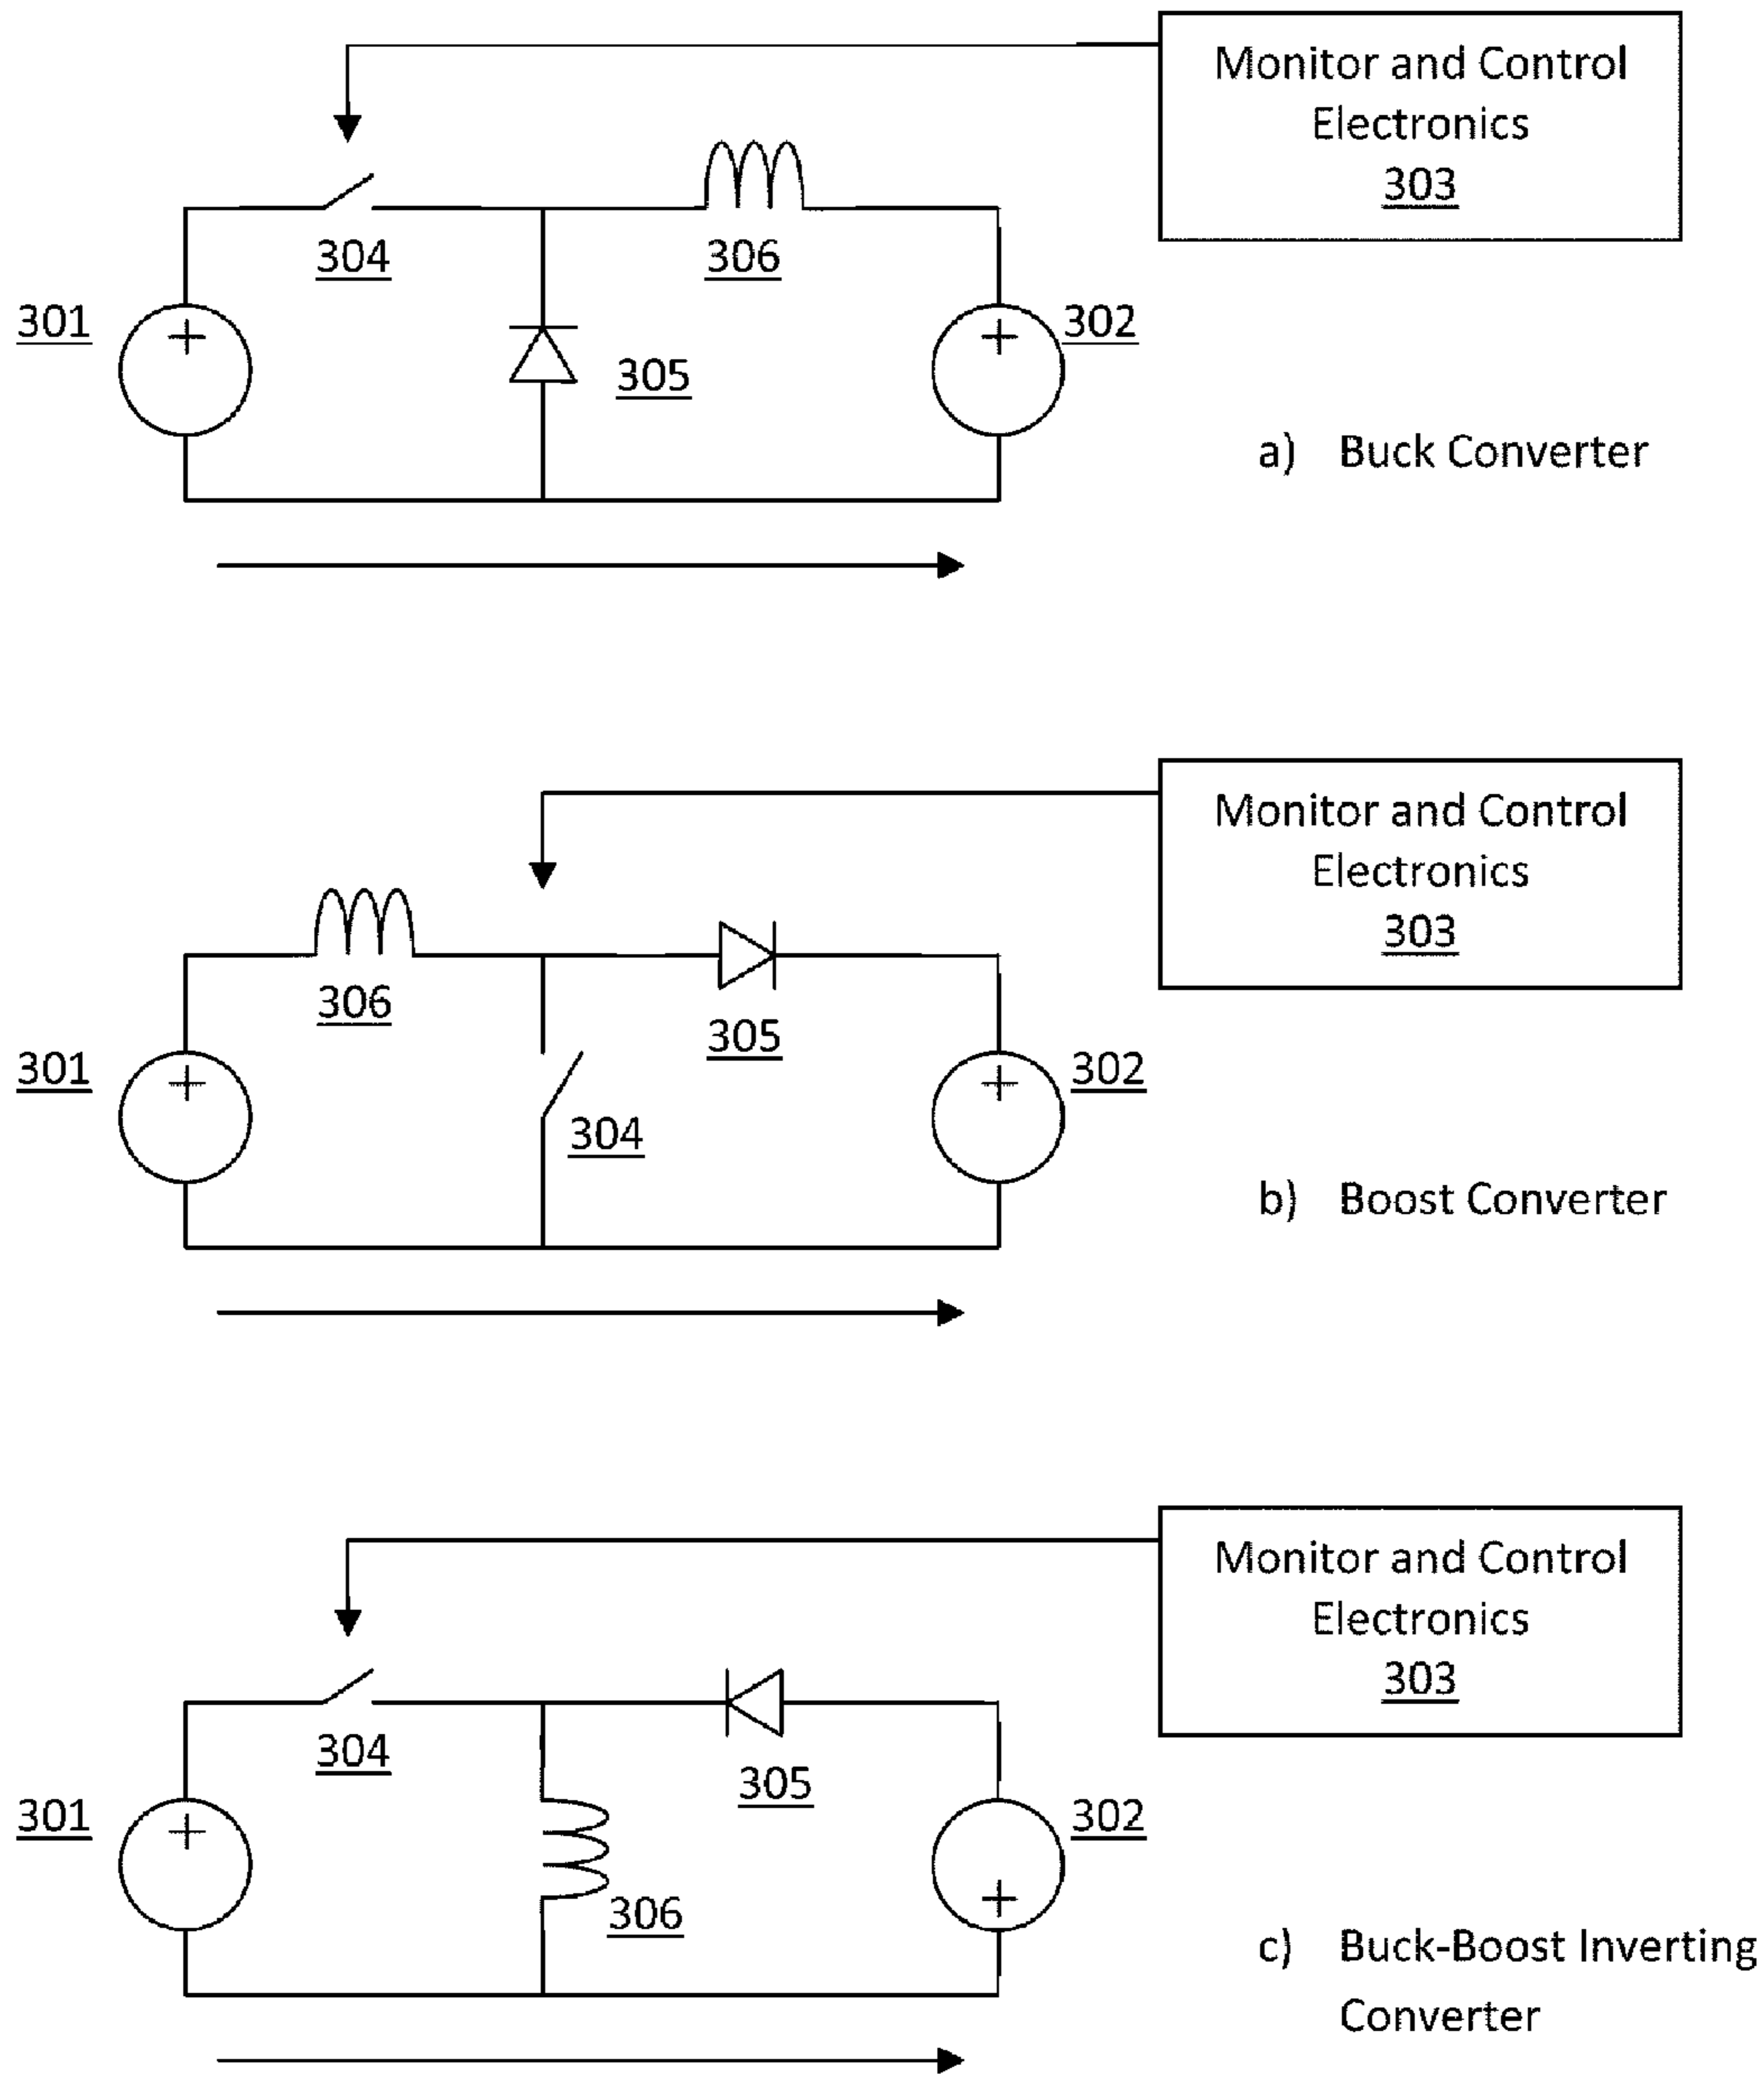 Monitor and Control
Electronics
303
304
306
301
302
305
a) Buck Converter
Monitor and Control
Electronics
303
306
305
301
302
304
b) Boost Converter
Monitor and Control
Electronics
303
304
305
301
302
306
c) Buck-Boost Inverting
Converter